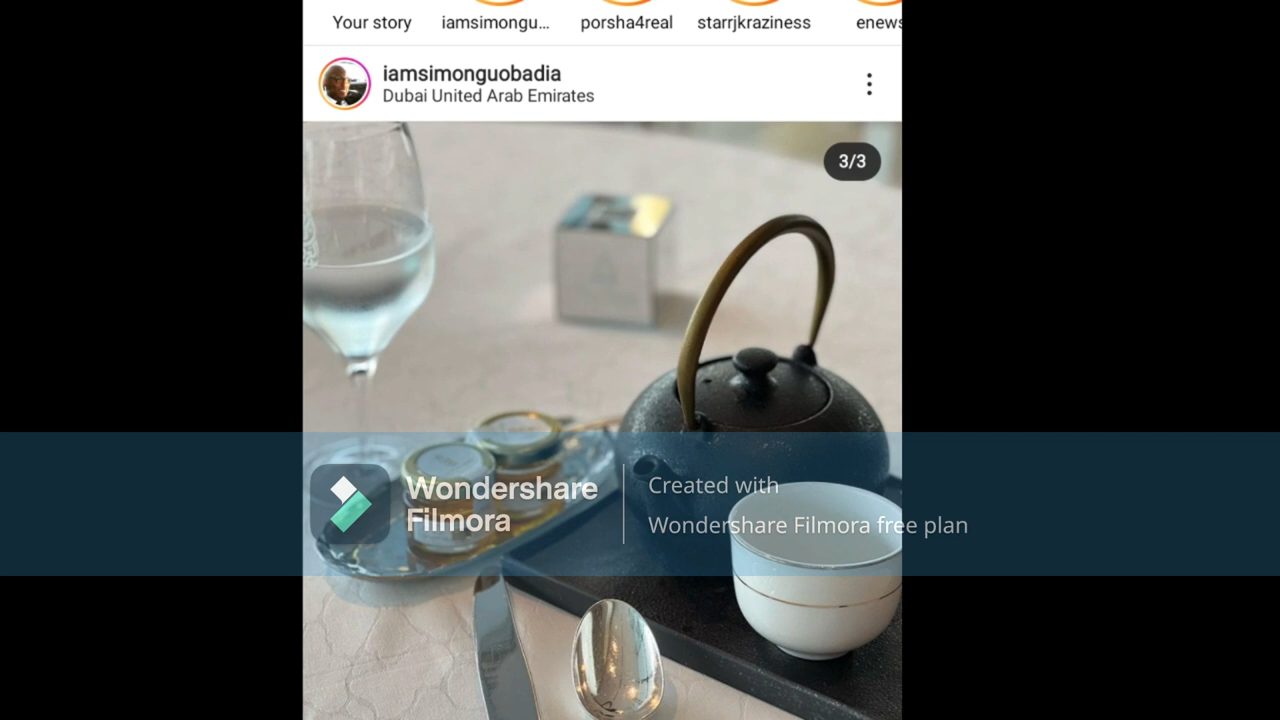 Your story iamsimongu... porsha4real starrjkraziness enews
iamsimonguobadia
Dubai United Arab Emirates
3/3
Wondershare
Filmora
Created with
Wondershare Filmora free plan